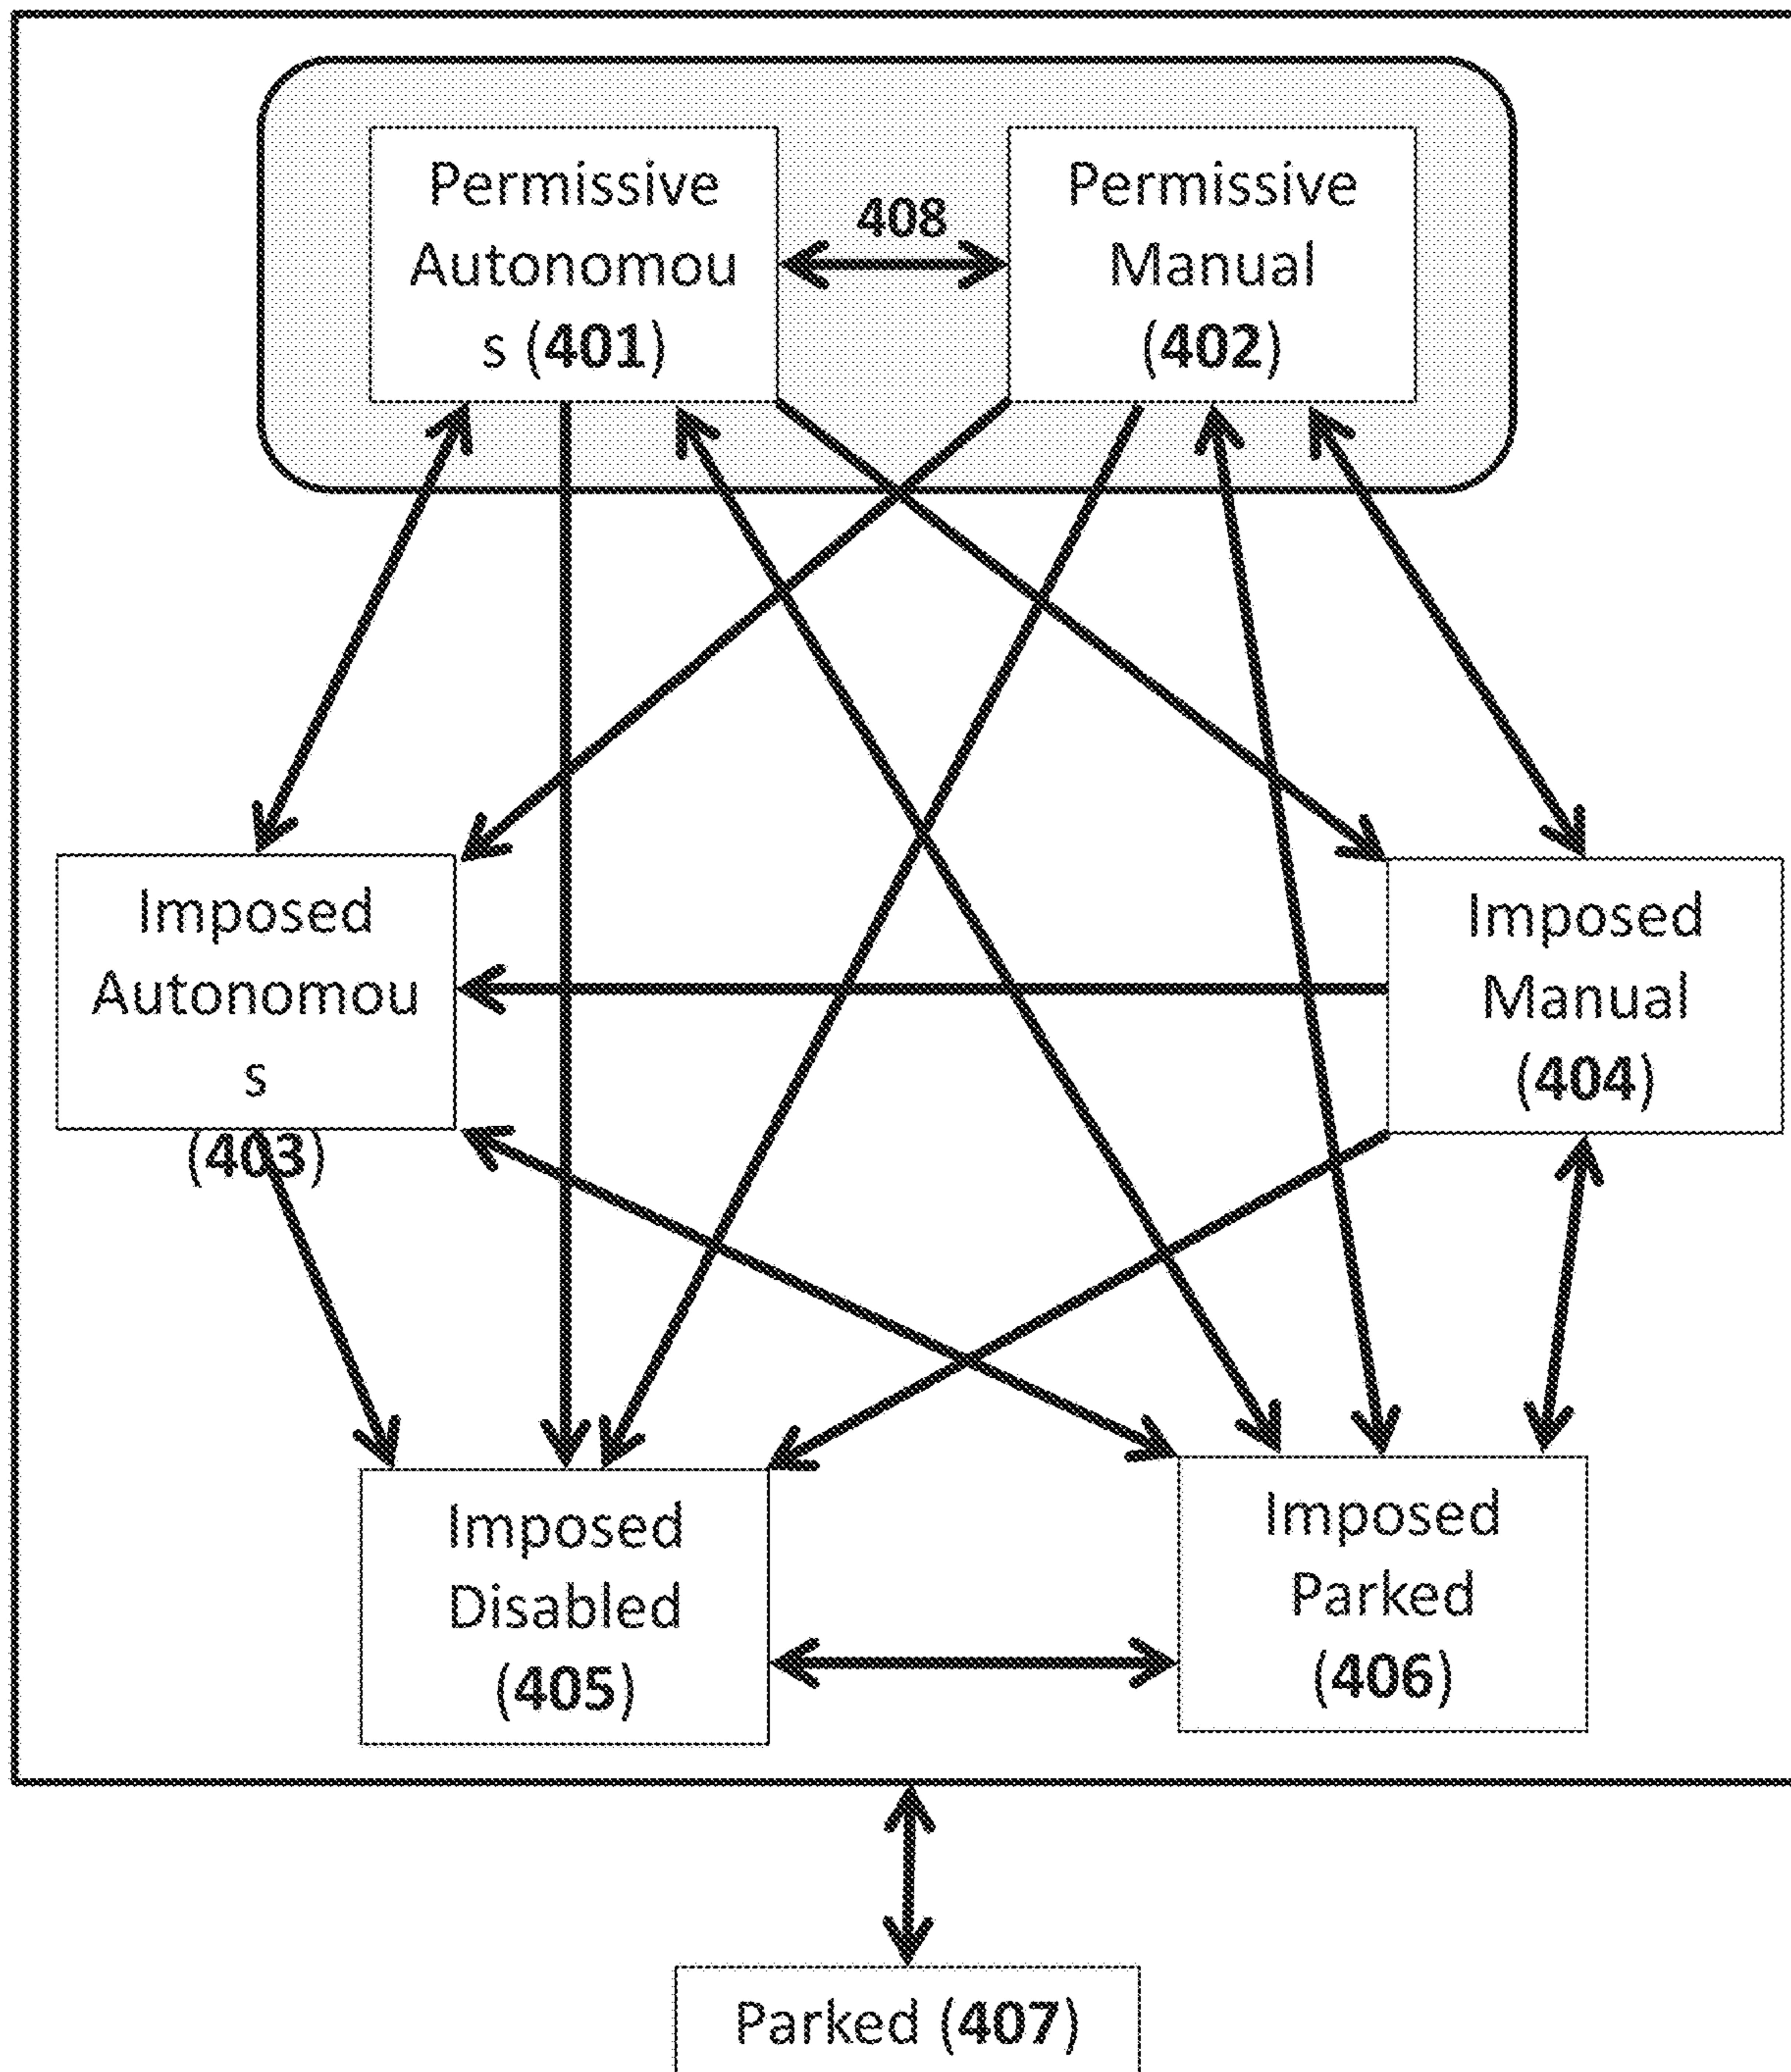 Permissive
Autonomou
s (401)
408
Permissive
Manual
(402)
Imposed
Autonomou
s
(403)
Imposed
Manual
(404)
Imposed
Disabled
(405)
Imposed
Parked
(406)
Parked (407)